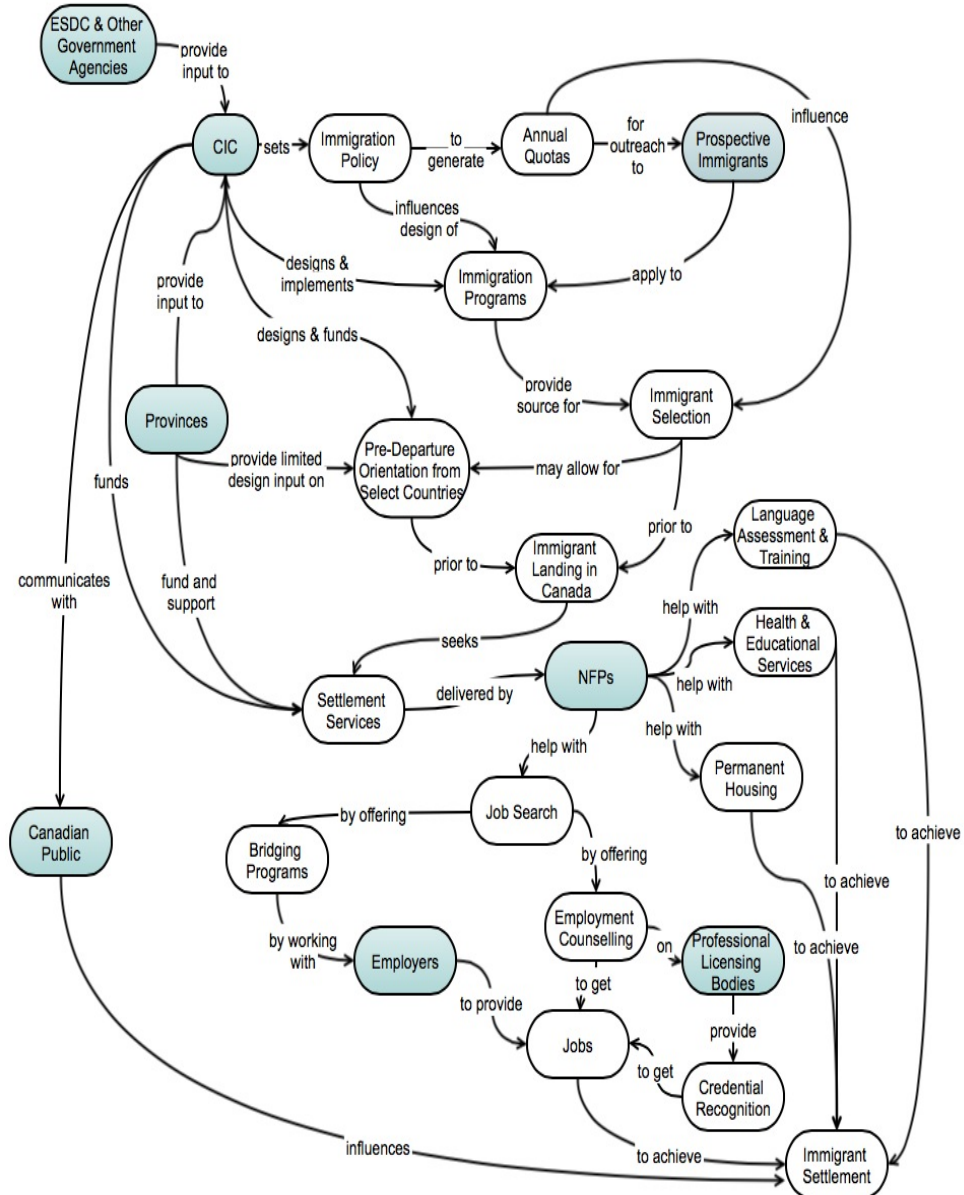 ESDC & Other
Government
Agencies
provide
input to
CIC
sets
Immigration
Policy
to
generate
Annual
Quotas
for
outreach
to
Prospective
Immigrants
influence
influences
design of
designs &
implements
Immigration
Programs
apply to
provide
input to
designs & funds
provide
source for
Immigrant
Selection
Provinces
provide limited
design input on
Pre-Departure
Orientation from
Select Countries
may allow for
funds
prior to
prior to
Immigrant
Landing in
Canada
Language
Assessment &
Training
communicates
with
fund and
support
seeks
help with
Health &
Educational
Services
Settlement
Services
delivered by
NFPs
help with
help with
Permanent
Housing
help with
Job Search
by offering
by offering
Bridging
Programs
Canadian
Public
to achieve
to achieve
to achieve
Employment
Counselling
on
Professional
Licensing
Bodies
by working
with
Employers
to provide
to get
provide
Jobs
to get
Credential
Recognition
influences
to achieve
Immigrant
Settlement